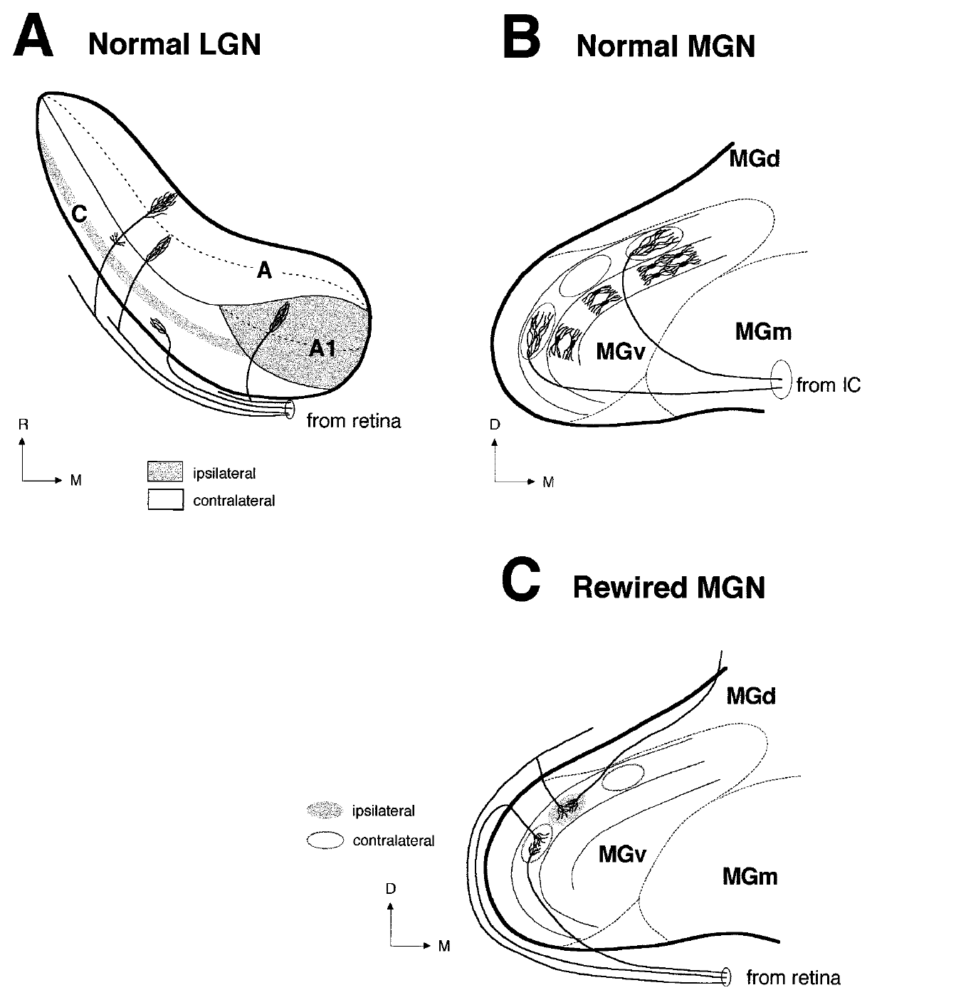 A Normal LGN
C
A
A1
from retina
R
M
ipsilateral
contralateral
B Normal MGN
MGd
MGm
MGv
from IC
D
M
C Rewired MGN
MGd
ipsilateral
contralateral
MGv
MGm
D
M
from retina